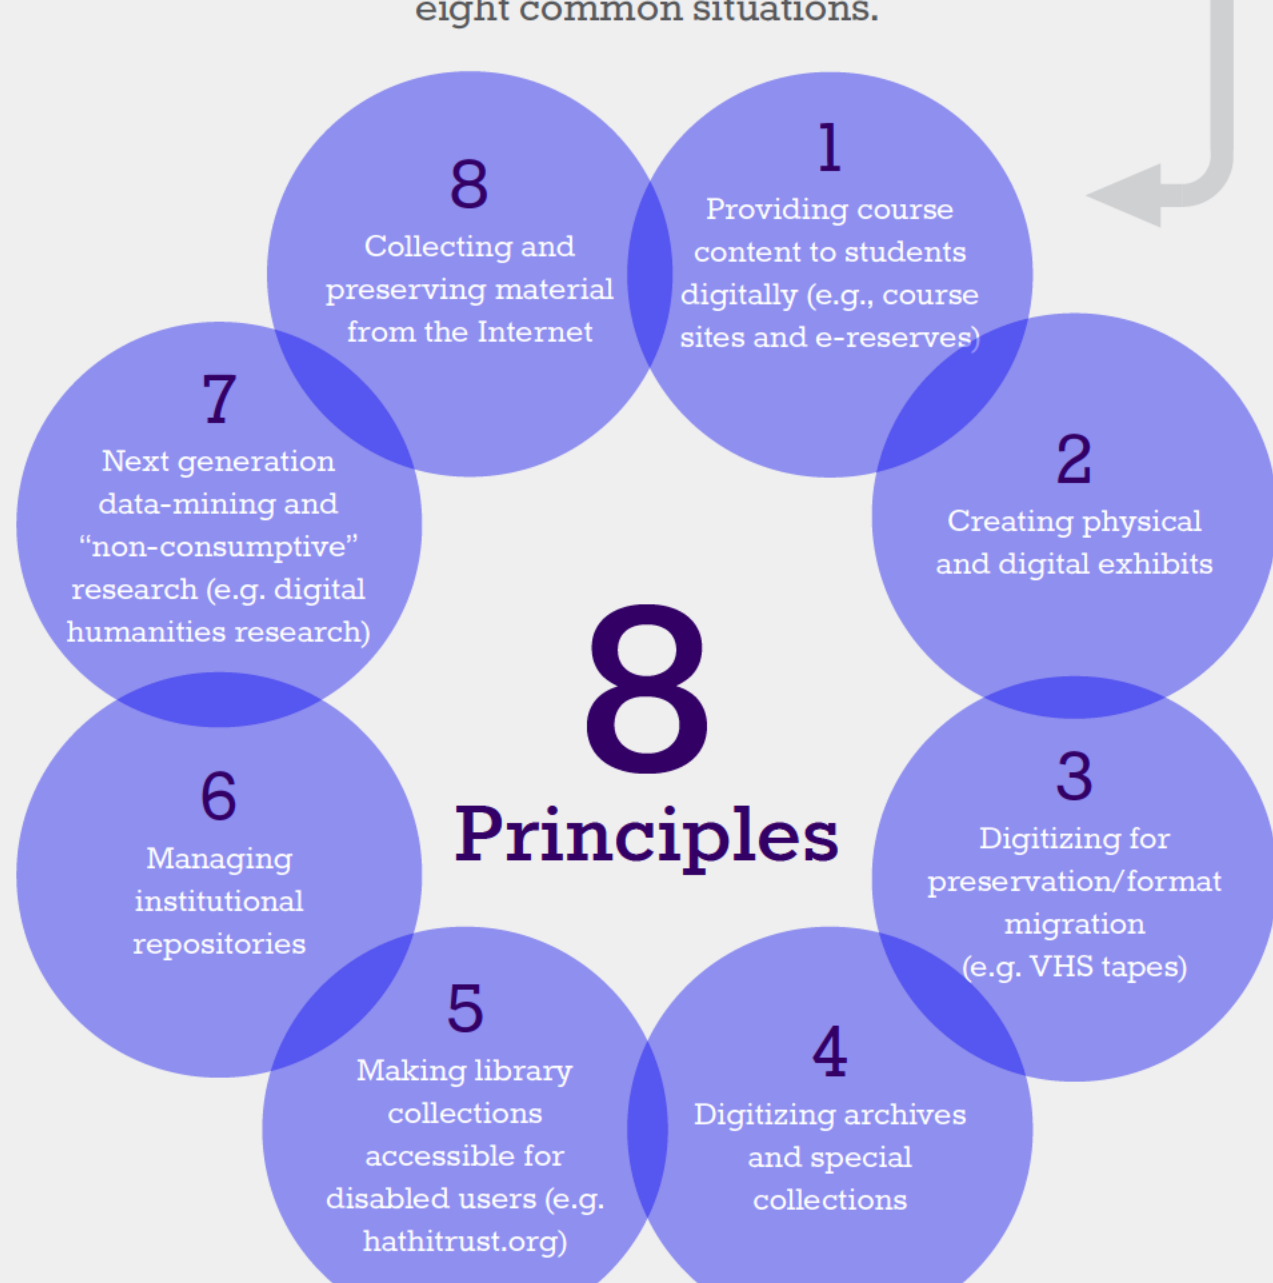 eight common situations.
8
Principles
1
Providing course
content to students
digitally (e.g., course
sites and e-reserves)
2
Creating physical
and digital exhibits
3
Digitizing for
preservation/format
migration
(e.g. VHS tapes)
4
Digitizing archives
and special
collections
5
Making library
collections
accessible for
disabled users (e.g.
hathitrust.org)
6
Managing
institutional
repositories
7
Next generation
data-mining and
“non-consumptive”
research (e.g. digital
humanities research)
8
Collecting and
preserving material
from the Internet